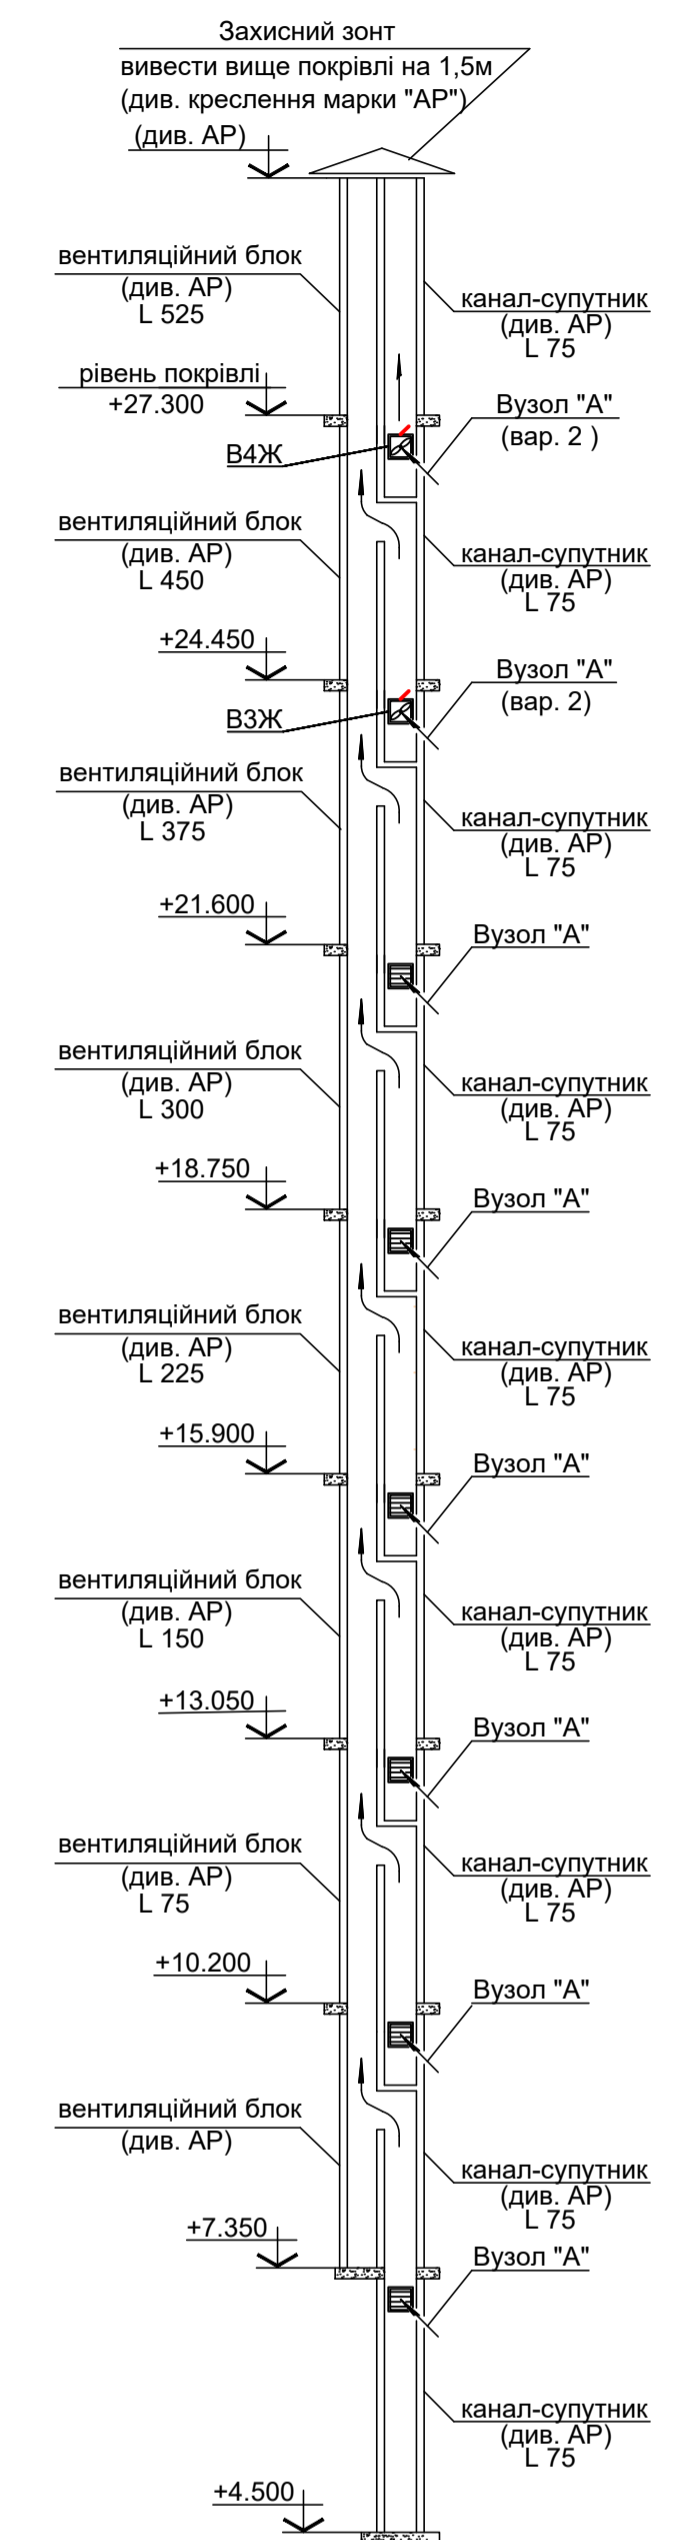 Захисний зонт
вивести вище покрівлі на 1,5м
(див. креслення марки "АР")
(див. АР)
вентиляційний блок
(див. АР)
L 525
канал-супутник
(див. АР)
L 75
рівень покрівлі
+27.300
Вузол "А"
(вар. 2 )
В4Ж
вентиляційний блок
(див. АР)
L 450
канал-супутник
(див. АР)
L 75
+24.450
Вузол "А"
(вар. 2)
В3Ж
вентиляційний блок
(див. АР)
L 375
канал-супутник
(див. АР)
L 75
+21.600
Вузол "А"
вентиляційний блок
(див. АР)
L 300
канал-супутник
(див. АР)
L 75
+18.750
Вузол "А"
вентиляційний блок
(див. АР)
L 225
канал-супутник
(див. АР)
L 75
+15.900
Вузол "А"
вентиляційний блок
(див. АР)
L 150
канал-супутник
(див. АР)
L 75
+13.050
Вузол "А"
вентиляційний блок
(див. АР)
L 75
канал-супутник
(див. АР)
L 75
+10.200
Вузол "А"
вентиляційний блок
(див. АР)
канал-супутник
(див. АР)
L 75
+7.350
Вузол "А"
канал-супутник
(див. АР)
L 75
+4.500